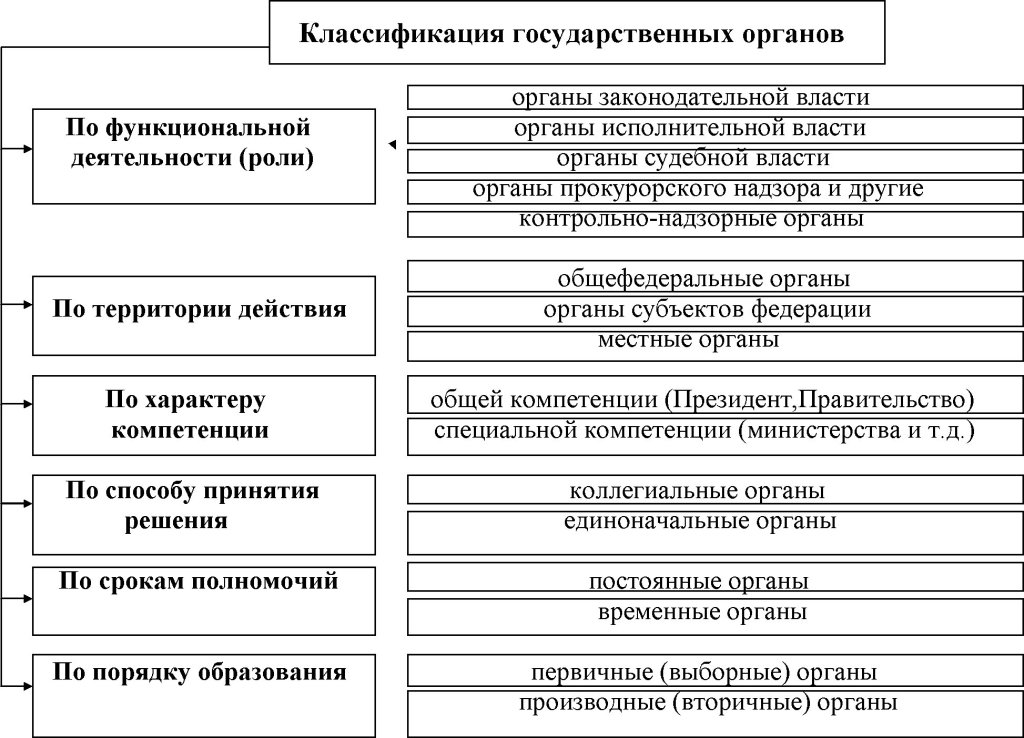 Классификация государственных органов
По функциональной
деятельности (роли)
органы законодательной власти
органы исполнительной власти
органы судебной власти
органы прокурорского надзора и другие
контрольно-надзорные органы
По территории действия
общефедеральные органы
органы субъектов федерации
местные органы
По характеру
компетенции
общей компетенции (Президент,Правительство)
специальной компетенции (министерства и т.д.)
По способу принятия
решения
коллегиальные органы
единоначальные органы
По срокам полномочий
постоянные органы
временные органы
По порядку образования
первичные (выборные) органы
производные (вторичные) органы